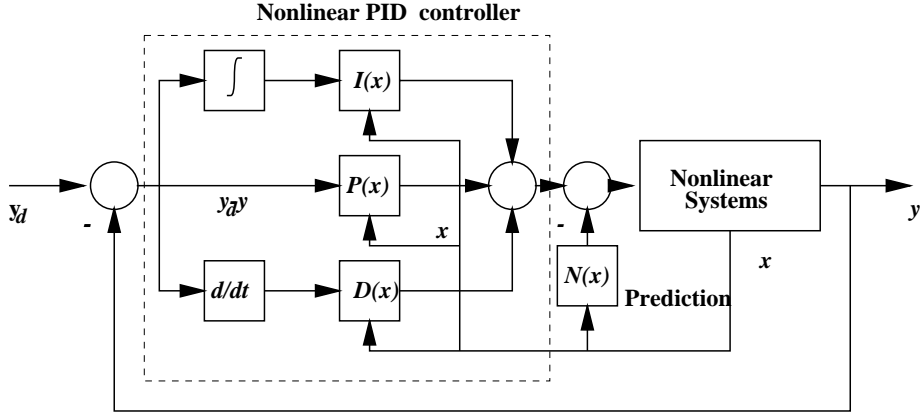 Nonlinear PID controller
∫
I(x)
y_d
-
y_d-y
P(x)
x
d/dt
D(x)
-
N(x)
Prediction
Nonlinear
Systems
x
y